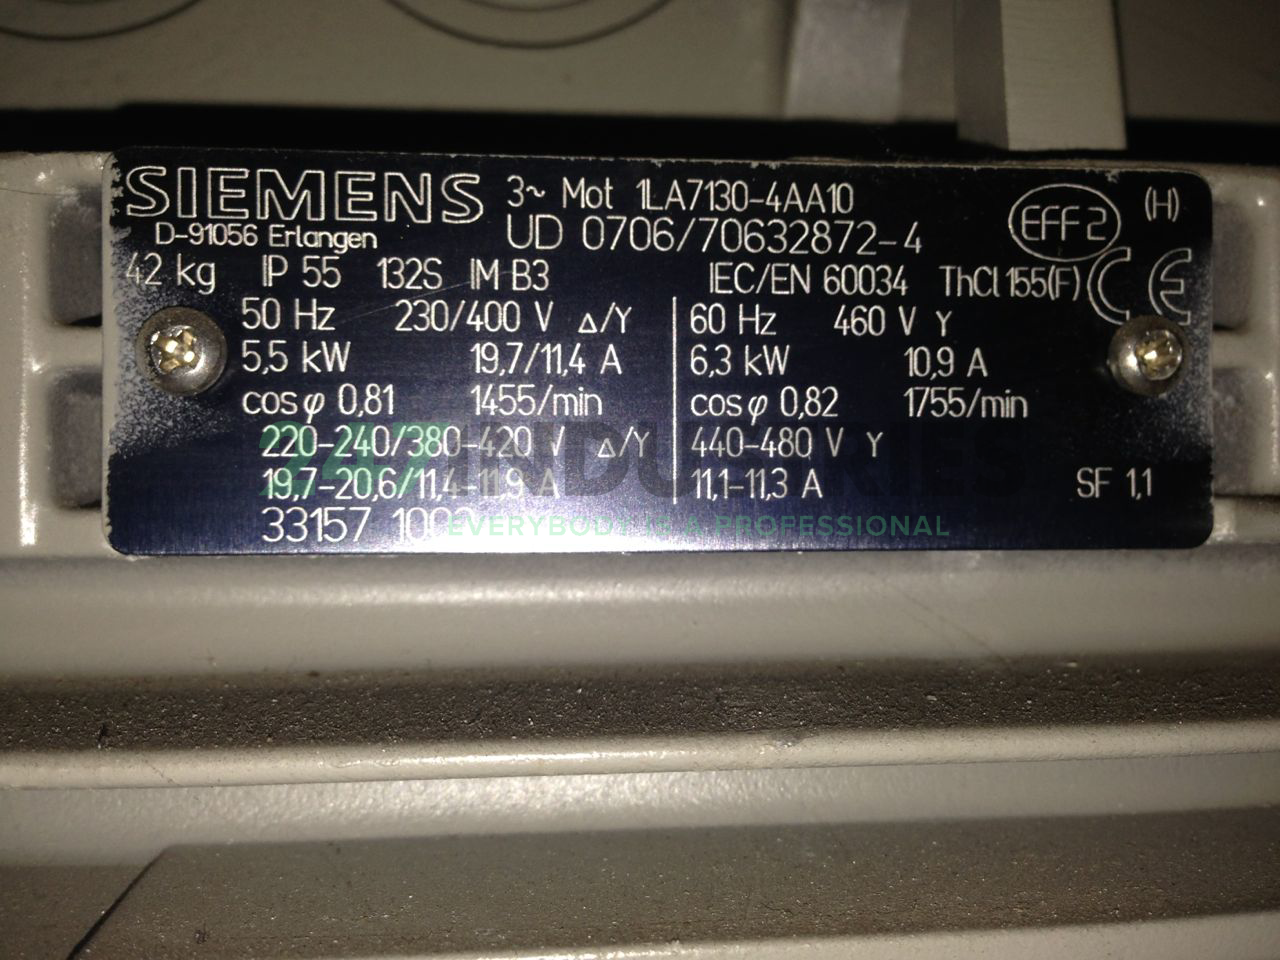 SIEMENS 3~ Mot 1LA7130-4AA10
D-91056 Erlangen UD 0706/70632872-4 EFF2 (H)
42 kg IP 55 132S IM B3 IEC/EN 60034 ThCl 155(F) CE
50 Hz 230/400 V Δ/Y 60 Hz 460 V Y
5,5 kW 19,7/11,4 A 6,3 kW 10,9 A
cosφ 0,81 1455/min cosφ 0,82 1755/min
220-240/380-420 V Δ/Y 440-480 V Y
19,7-20,6/11,4-11,9 A 11,1-11,3 A SF 1,1
33157
EVERYBODY IS A PROFESSIONAL